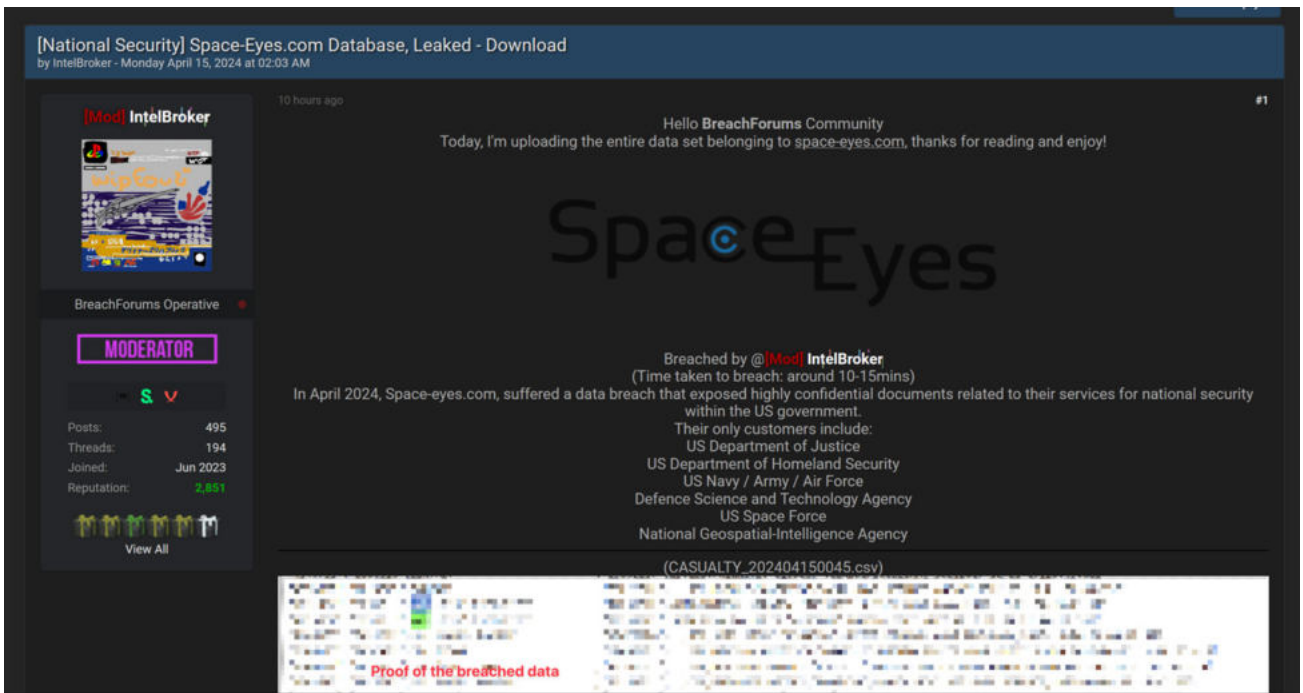 [National Security] Space-Eyes.com Database, Leaked - Download
by IntelBroker - Monday April 15, 2024 at 02:03 AM
10 hours ago
#1
[Mod] IntelBroker
BreachForums Operative
MODERATOR
Posts: 495
Threads: 194
Joined: Jun 2023
Reputation: 2,851
View All
Hello BreachForums Community
Today, I'm uploading the entire data set belonging to space-eyes.com, thanks for reading and enjoy!
Space Eyes
Breached by @[Mod] IntelBroker
(Time taken to breach: around 10-15mins)
In April 2024, Space-eyes.com, suffered a data breach that exposed highly confidential documents related to their services for national security
within the US government.
Their only customers include:
US Department of Justice
US Department of Homeland Security
US Navy / Army / Air Force
Defence Science and Technology Agency
US Space Force
National Geospatial-Intelligence Agency
(CASUALTY_202404150045.csv)
Proof of the breached data